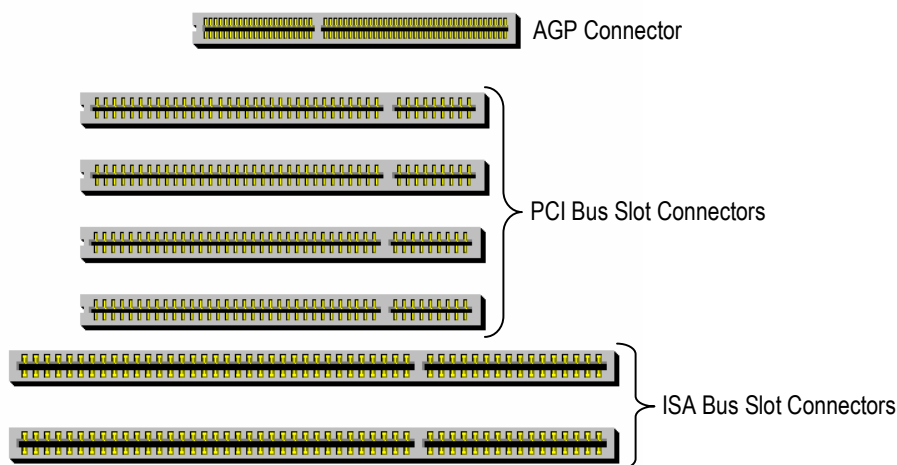 AGP Connector
PCI Bus Slot Connectors
ISA Bus Slot Connectors